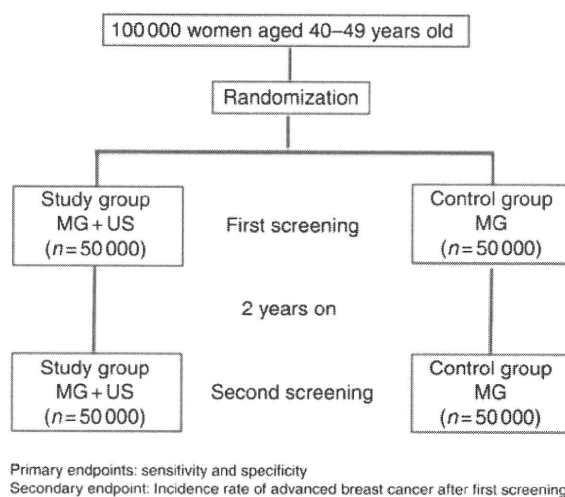 100 000 women aged 40–49 years old
Randomization
Study group
MG + US
(n = 50 000)
First screening
Control group
MG
(n = 50 000)
2 years on
Study group
MG + US
(n = 50 000)
Second screening
Control group
MG
(n = 50 000)
Primary endpoints: sensitivity and specificity
Secondary endpoint: Incidence rate of advanced breast cancer after first screening